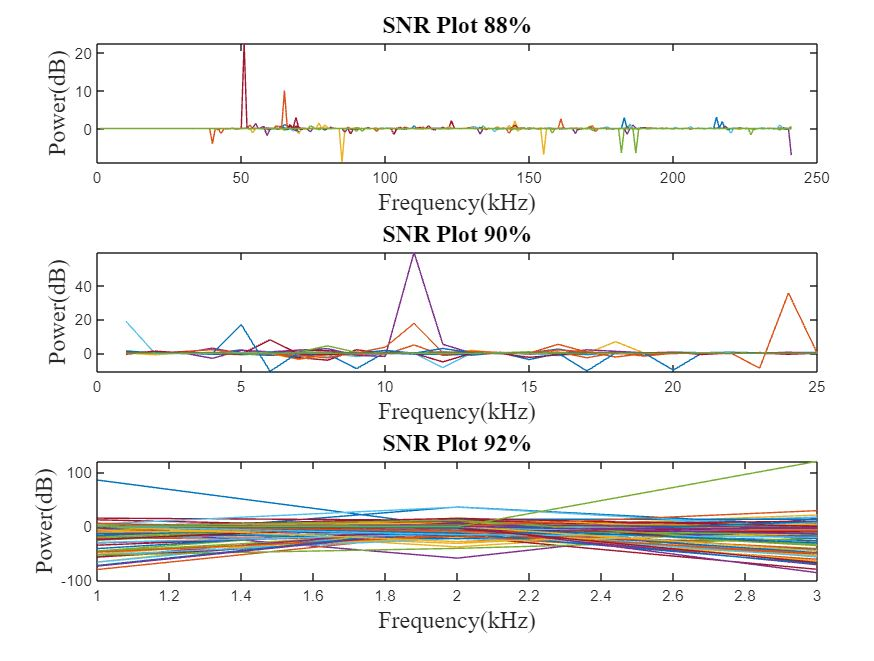 SNR Plot 88%
20
10
0
Power(dB)
0 50 100 150 200 250
Frequency(kHz)
SNR Plot 90%
40
20
0
Power(dB)
0 5 10 15 20 25
Frequency(kHz)
SNR Plot 92%
100
0
-100
Power(dB)
1 1.2 1.4 1.6 1.8 2 2.2 2.4 2.6 2.8 3
Frequency(kHz)